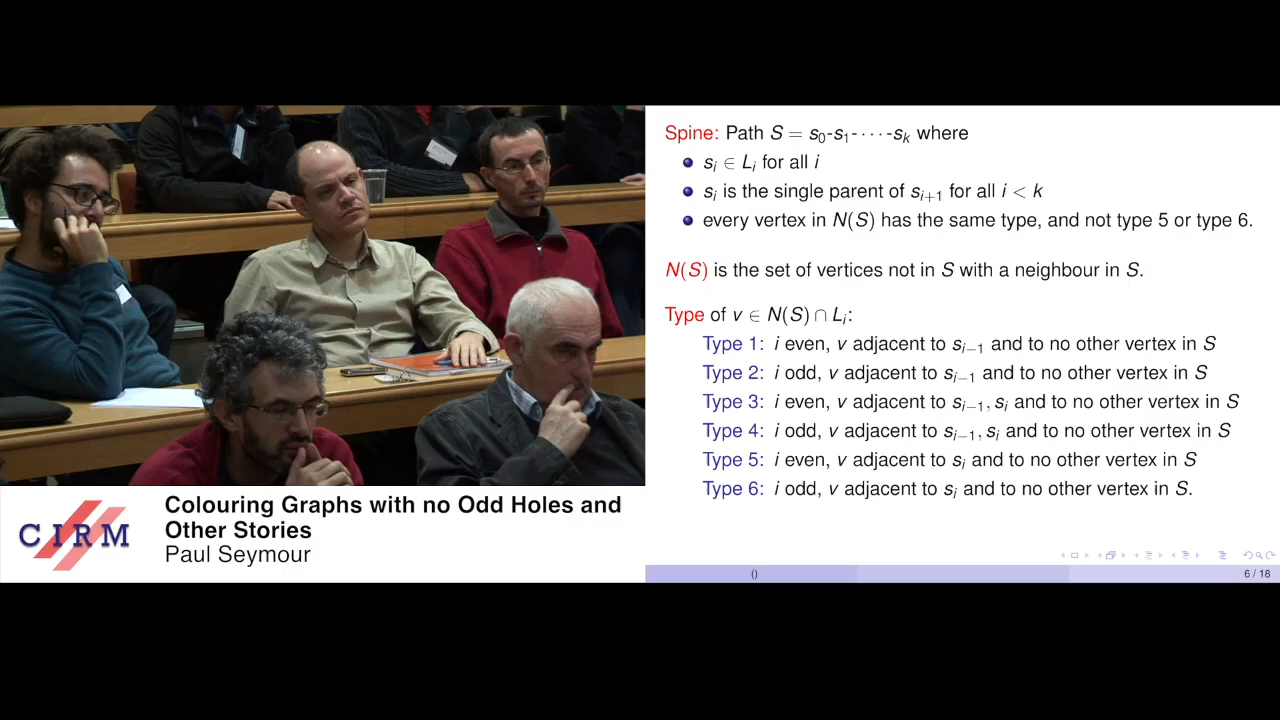 Spine: Path S = s₀-s₁-····-sₖ where
sᵢ ∈ Lᵢ for all i
sᵢ is the single parent of sᵢ₊₁ for all i < k
every vertex in N(S) has the same type, and not type 5 or type 6.
N(S) is the set of vertices not in S with a neighbour in S.
Type of v ∈ N(S) ∩ Lᵢ:
Type 1: i even, v adjacent to sᵢ₋₁ and to no other vertex in S
Type 2: i odd, v adjacent to sᵢ₋₁ and to no other vertex in S
Type 3: i even, v adjacent to sᵢ₋₁, sᵢ and to no other vertex in S
Type 4: i odd, v adjacent to sᵢ₋₁, sᵢ and to no other vertex in S
Type 5: i even, v adjacent to sᵢ and to no other vertex in S
Type 6: i odd, v adjacent to sᵢ and to no other vertex in S.
()
6 / 18
CIRM
Colouring Graphs with no Odd Holes and
Other Stories
Paul Seymour